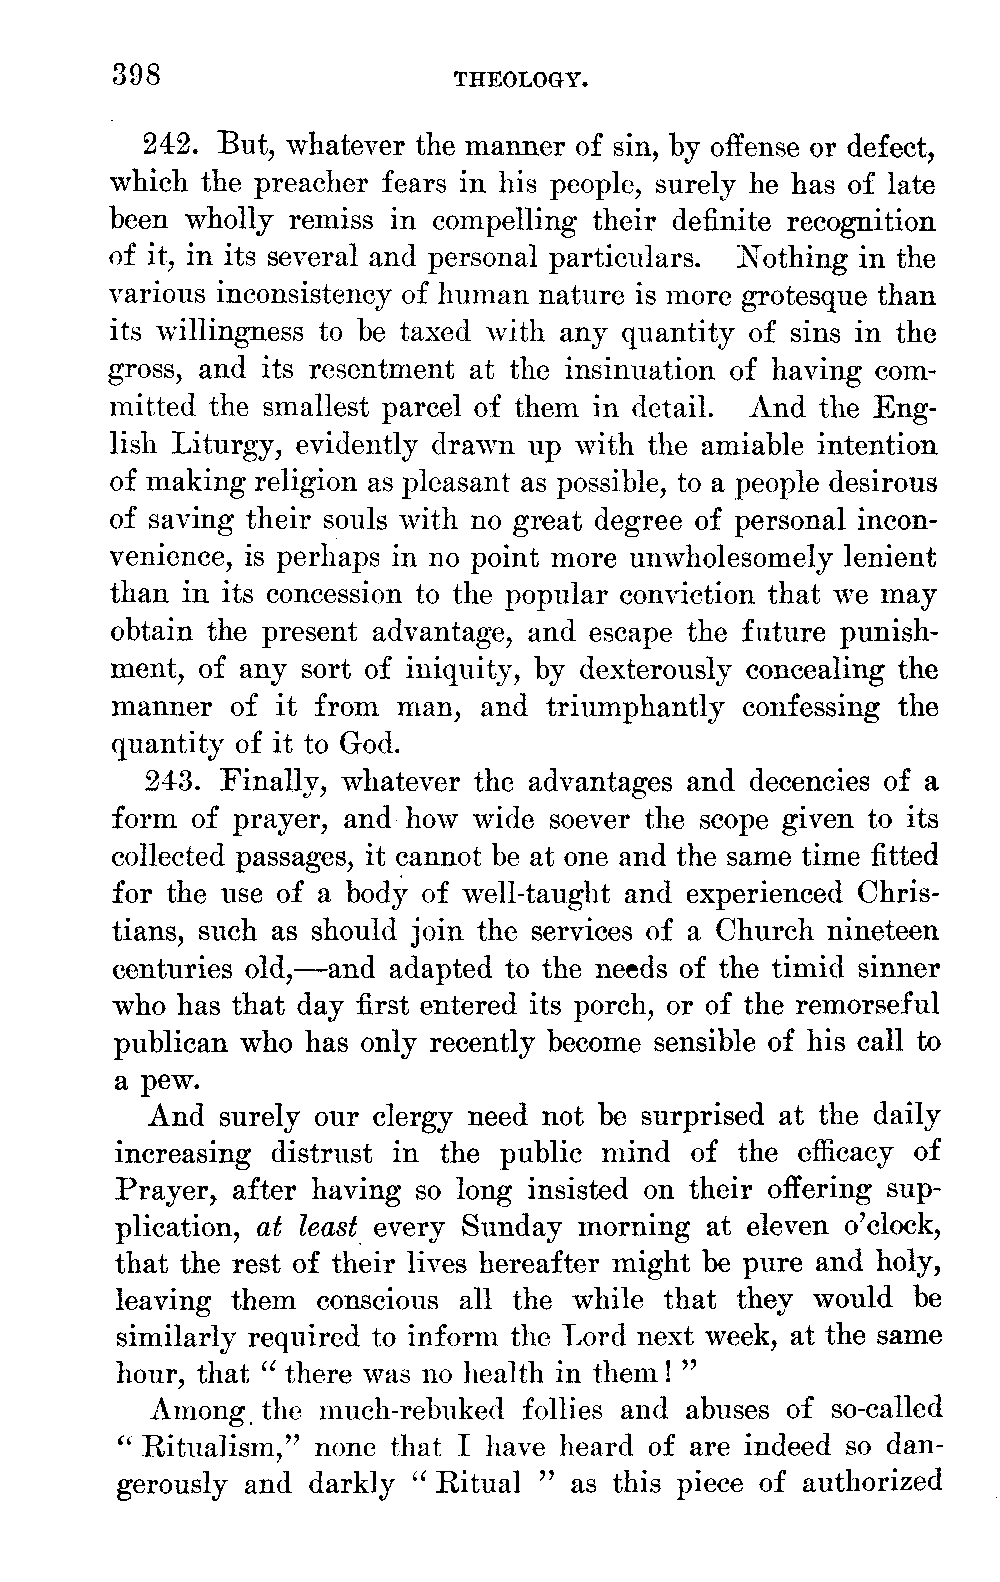 398 THEOLOGY.
242. But, whatever the manner of sin, by offense or defect,
which the preacher fears in his people, surely he has of late
been wholly remiss in compelling their definite recognition
of it, in its several and personal particulars. Nothing in the
various inconsistency of human nature is more grotesque than
its willingness to be taxed with any quantity of sins in the
gross, and its resentment at the insinuation of having com-
mitted the smallest parcel of them in detail. And the Eng-
lish Liturgy, evidently drawn up with the amiable intention
of making religion as pleasant as possible, to a people desirous
of saving their souls with no great degree of personal incon-
venience, is perhaps in no point more unwholesomely lenient
than in its concession to the popular conviction that we may
obtain the present advantage, and escape the future punish-
ment, of any sort of iniquity, by dexterously concealing the
manner of it from man, and triumphantly confessing the
quantity of it to God.
243. Finally, whatever the advantages and decencies of a
form of prayer, and how wide soever the scope given to its
collected passages, it cannot be at one and the same time fitted
for the use of a body of well-taught and experienced Chris-
tians, such as should join the services of a Church nineteen
centuries old,—and adapted to the needs of the timid sinner
who has that day first entered its porch, or of the remorseful
publican who has only recently become sensible of his call to
a pew.
And surely our clergy need not be surprised at the daily
increasing distrust in the public mind of the efficacy of
Prayer, after having so long insisted on their offering sup-
plication, at least every Sunday morning at eleven o'clock,
that the rest of their lives hereafter might be pure and holy,
leaving them conscious all the while that they would be
similarly required to inform the Lord next week, at the same
hour, that “ there was no health in them! ”
Among the much-rebuked follies and abuses of so-called
“ Ritualism,” none that I have heard of are indeed so dan-
gerously and darkly “ Ritual ” as this piece of authorized